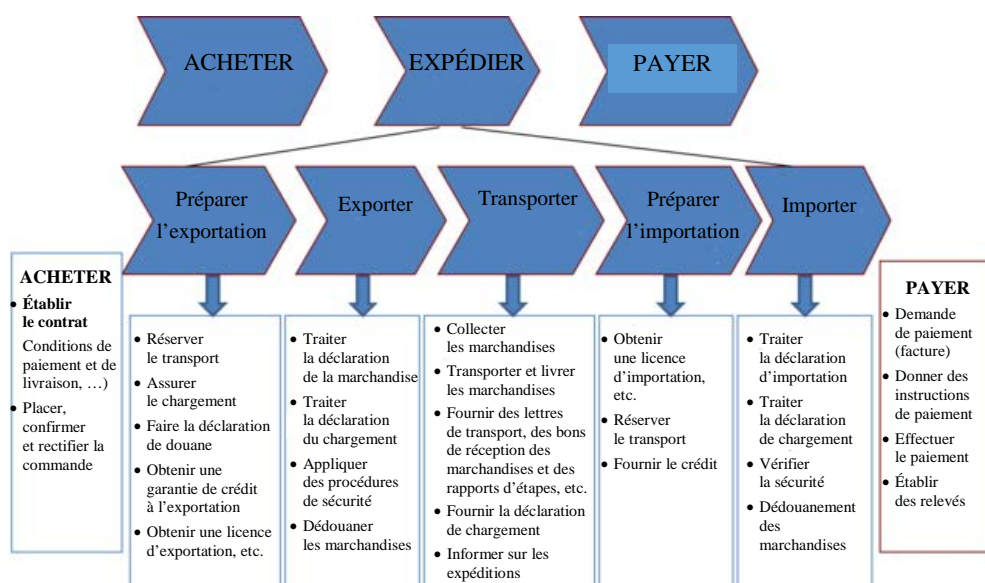 ACHETER
EXPÉDIER
PAYER
Préparer
l’exportation
Exporter
Transporter
Préparer
l’importation
Importer
ACHETER
• Établir
le contrat
Conditions de
paiement et de
livraison, …)
• Placer,
confirmer
et rectifier la
commande
• Réserver
le transport
• Assurer
le chargement
• Faire la déclaration
de douane
• Obtenir une
garantie de crédit
à l’exportation
• Obtenir une licence
d’exportation, etc.
• Traiter
la déclaration
de la marchandise
• Traiter
la déclaration
du chargement
• Appliquer
des procédures
de sécurité
• Dédouaner
les marchandises
• Collecter
les marchandises
• Transporter et livrer
les marchandises
• Fournir des lettres
de transport, des bons
de réception des
marchandises et des
rapports d’étapes, etc.
• Fournir la déclaration
de chargement
• Informer sur les
expéditions
• Obtenir
une licence
d’importation,
etc.
• Réserver
le transport
• Fournir le crédit
• Traiter
la déclaration
d’importation
• Traiter
la déclaration
de chargement
• Vérifier
la sécurité
• Dédouanement
des
marchandises
PAYER
• Demande
de paiement
(facture)
• Donner des
instructions
de paiement
• Effectuer
le paiement
• Établir
des relevés